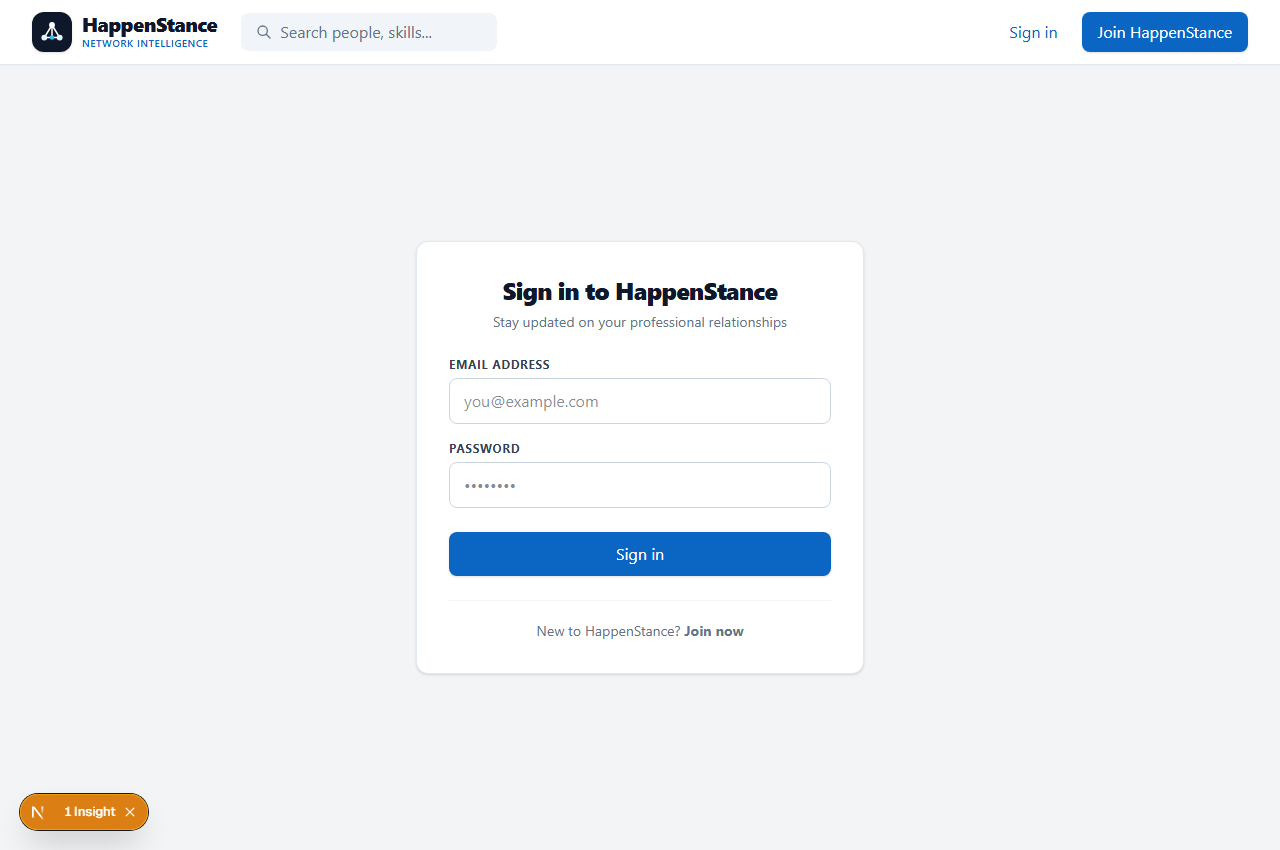 HappenStance
NETWORK INTELLIGENCE
Search people, skills...
Sign in
Join HappenStance
Sign in to HappenStance
Stay updated on your professional relationships
EMAIL ADDRESS
you@example.com
PASSWORD
••••••••
Sign in
New to HappenStance? Join now
N
1 Insight